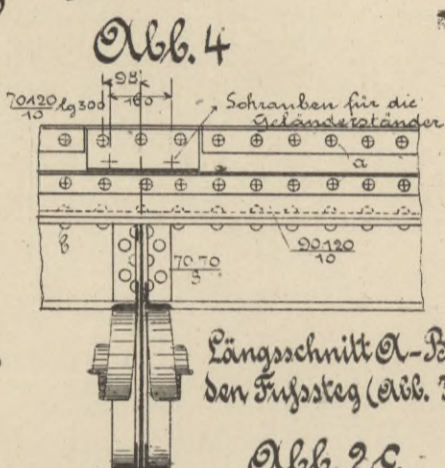 Abb. 4
98
160
70·120
10
lg 300
Schrauben für die
Geländerständer
a
b
90·120
10
70·70
Längsschnitt A-B
den Fußsteg (Abb.
Abb. 2 c.